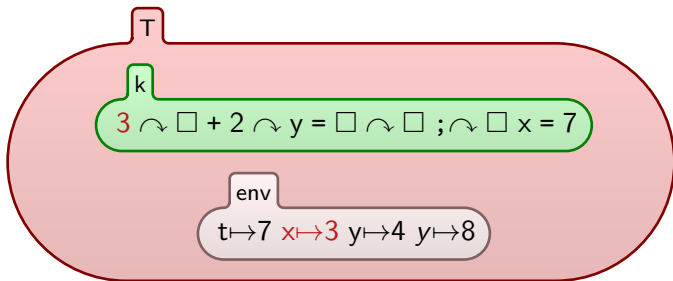 T
k
3 ↷ □ + 2 ↷ y = □ ↷ □ ; ↷ □ x = 7
env
t↦7 x↦3 y↦4 y↦8